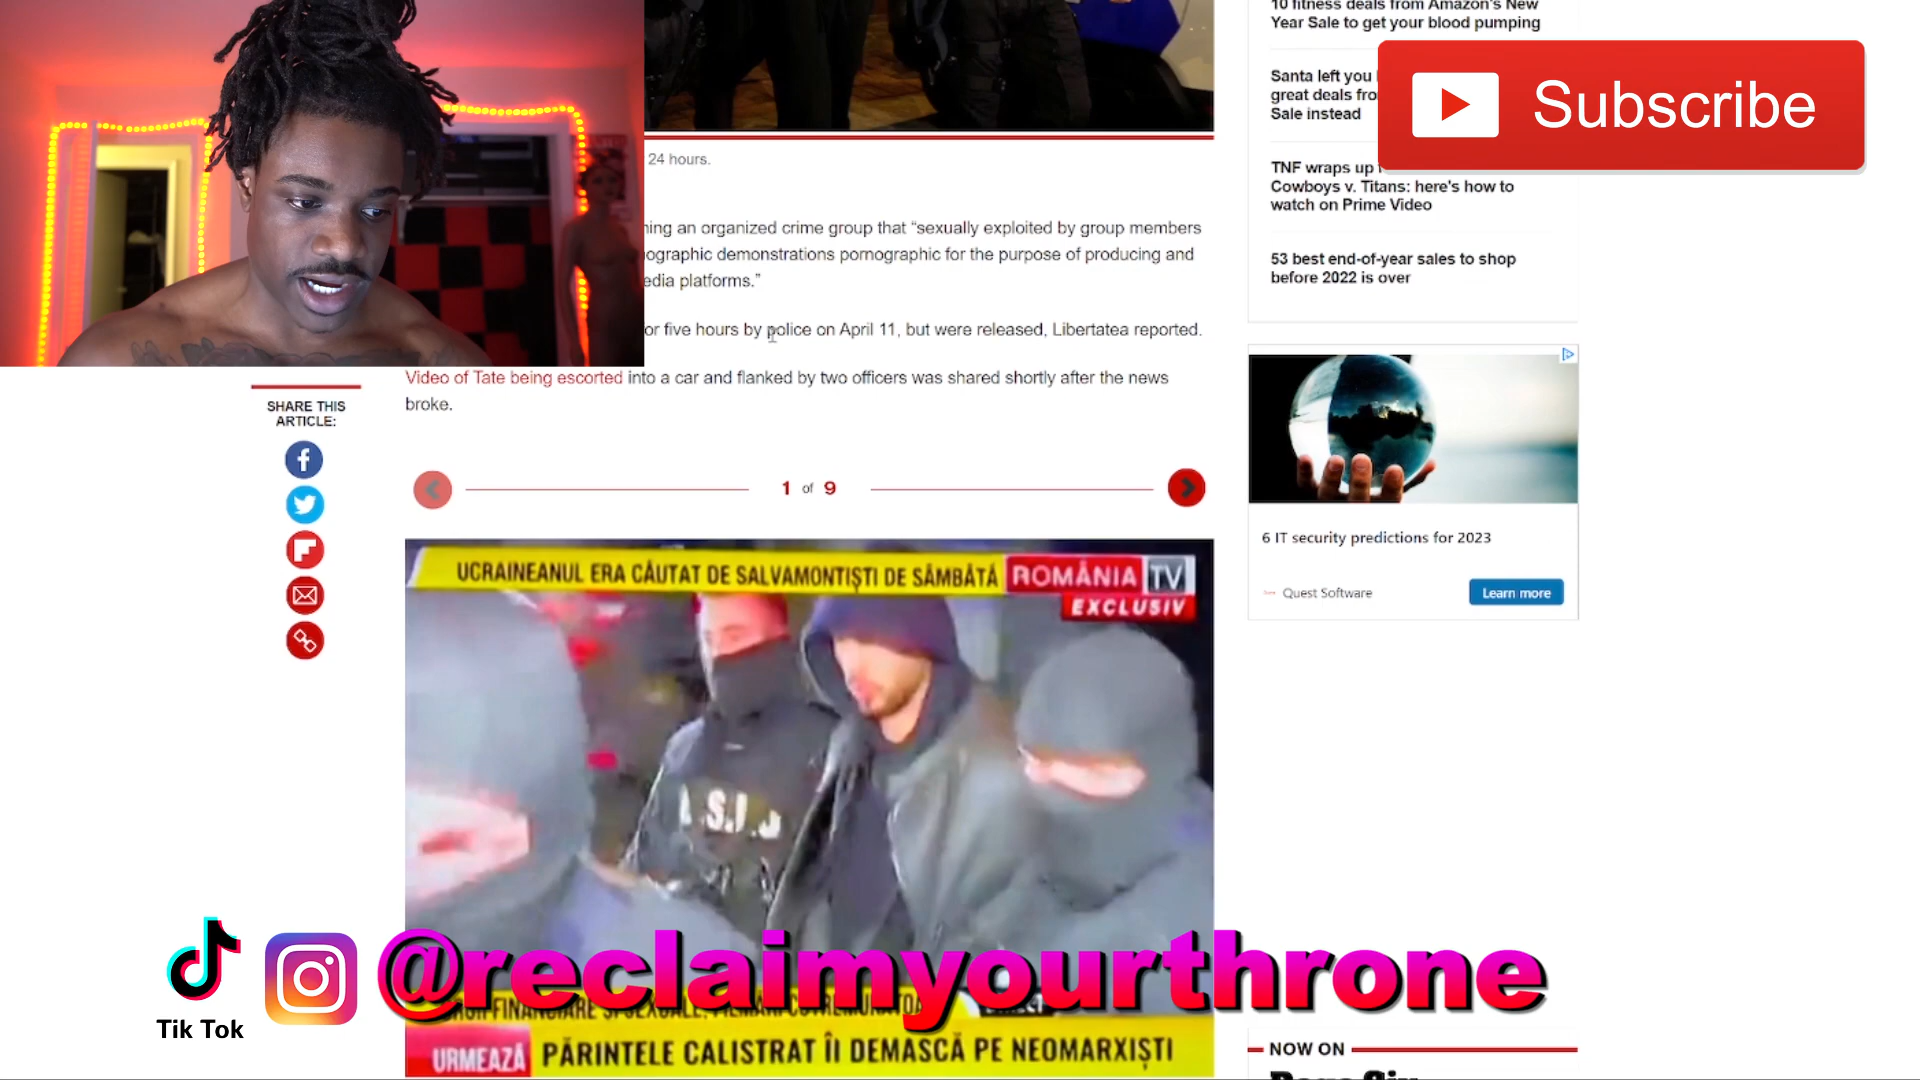 10 fitness deals from Amazon's New
Year Sale to get your blood pumping
Santa left you
great deals fro
Sale instead
Subscribe
TNF wraps up
Cowboys v. Titans: here's how to
watch on Prime Video
53 best end-of-year sales to shop
before 2022 is over
24 hours.
ning an organized crime group that “sexually exploited by group members
ographic demonstrations pornographic for the purpose of producing and
edia platforms.”
or five hours by police on April 11, but were released, Libertatea reported.
Video of Tate being escorted into a car and flanked by two officers was shared shortly after the news
broke.
SHARE THIS
ARTICLE:
1 of 9
6 IT security predictions for 2023
Quest Software
Learn more
UCRAINEANUL ERA CĂUTAT DE SALVAMONTIȘTI DE SÂMBĂTĂ
ROMÂNIA TV
EXCLUSIV
Tik Tok
@reclaimyourthrone
URMEAZĂ
PĂRINTELE CALISTRAT ÎI DEMASCĂ PE NEOMARXIȘTI
NOW ON